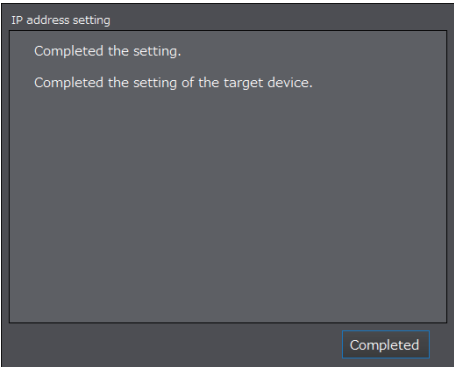 IP address setting
Completed the setting.
Completed the setting of the target device.
Completed